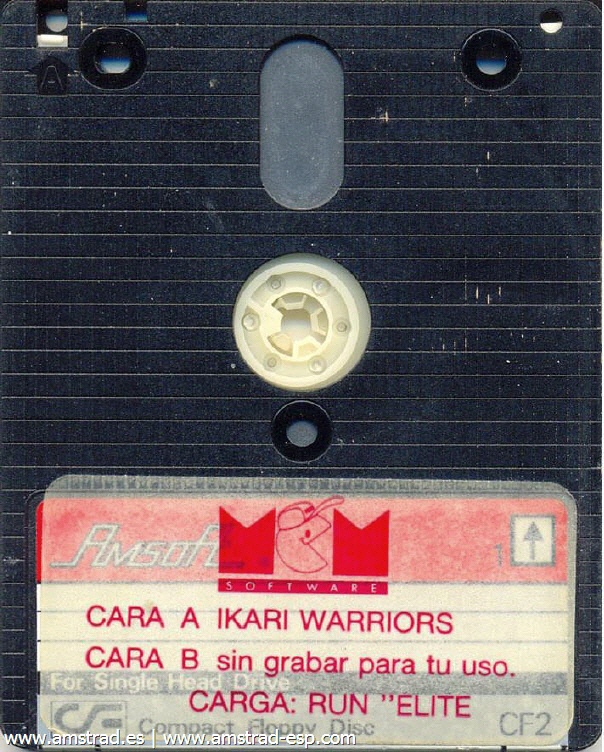 A
Amsoft
MCM
SOFTWARE
1
CARA A IKARI WARRIORS
CARA B sin grabar para tu uso.
For Single Head Drive
CARGA: RUN "ELITE
Compact Floppy Disc
CF2
www.amstrad.es | www.amstrad-esp.com